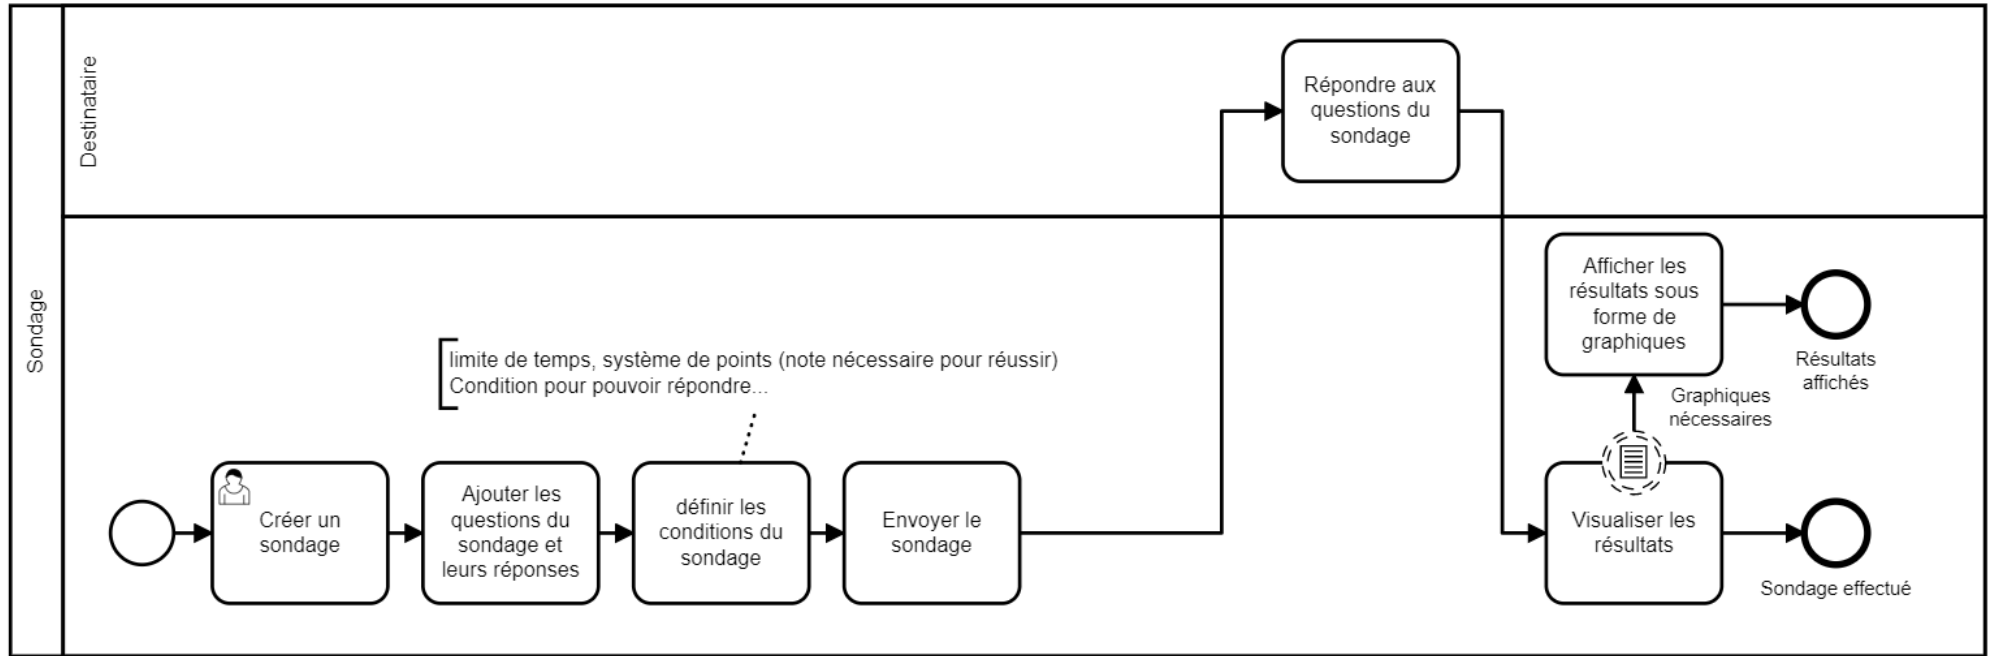 Sondage
Destinataire
Répondre aux
questions du
sondage
limite de temps, système de points (note nécessaire pour réussir)
Condition pour pouvoir répondre...
Créer un
sondage
Ajouter les
questions du
sondage et
leurs réponses
définir les
conditions du
sondage
Envoyer le
sondage
Afficher les
résultats sous
forme de
graphiques
Résultats
affichés
Graphiques
nécessaires
Visualiser les
résultats
Sondage effectué